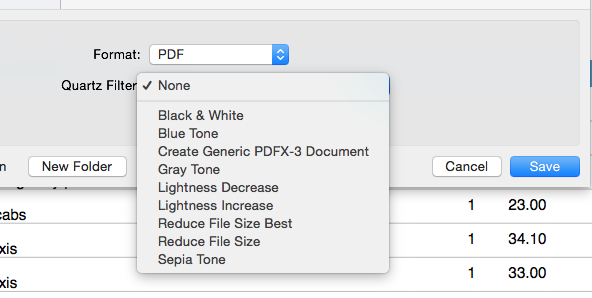 Format: PDF
Quartz Filter ✓ None
Black & White
Blue Tone
Create Generic PDFX-3 Document
Gray Tone
Lightness Decrease
Lightness Increase
Reduce File Size Best
Reduce File Size
Sepia Tone
n New Folder Cancel Save
cabs 1 23.00
xis 1 34.10
xis 1 33.00